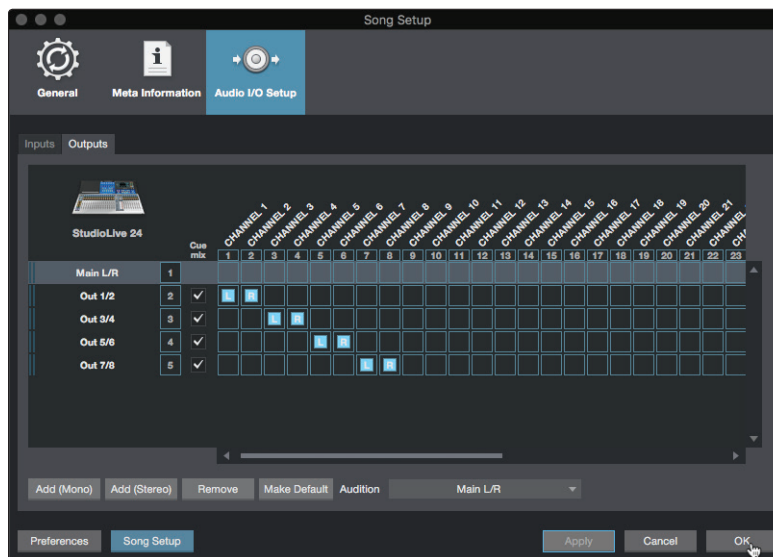 Song Setup
General
Meta Information
Audio I/O Setup
Inputs
Outputs
StudioLive 24
Cue mix
CHANNEL 1
CHANNEL 2
CHANNEL 3
CHANNEL 4
CHANNEL 5
CHANNEL 6
CHANNEL 7
CHANNEL 8
CHANNEL 9
CHANNEL 10
CHANNEL 11
CHANNEL 12
CHANNEL 13
CHANNEL 14
CHANNEL 15
CHANNEL 16
CHANNEL 17
CHANNEL 18
CHANNEL 19
CHANNEL 20
CHANNEL 21
CHANNEL
1 2 3 4 5 6 7 8 9 10 11 12 13 14 15 16 17 18 19 20 21 22 23
Main L/R 1
Out 1/2 2 L R
Out 3/4 3 L R
Out 5/6 4 L R
Out 7/8 5 L R
Add (Mono) Add (Stereo) Remove Make Default Audition Main L/R
Preferences Song Setup Apply Cancel OK